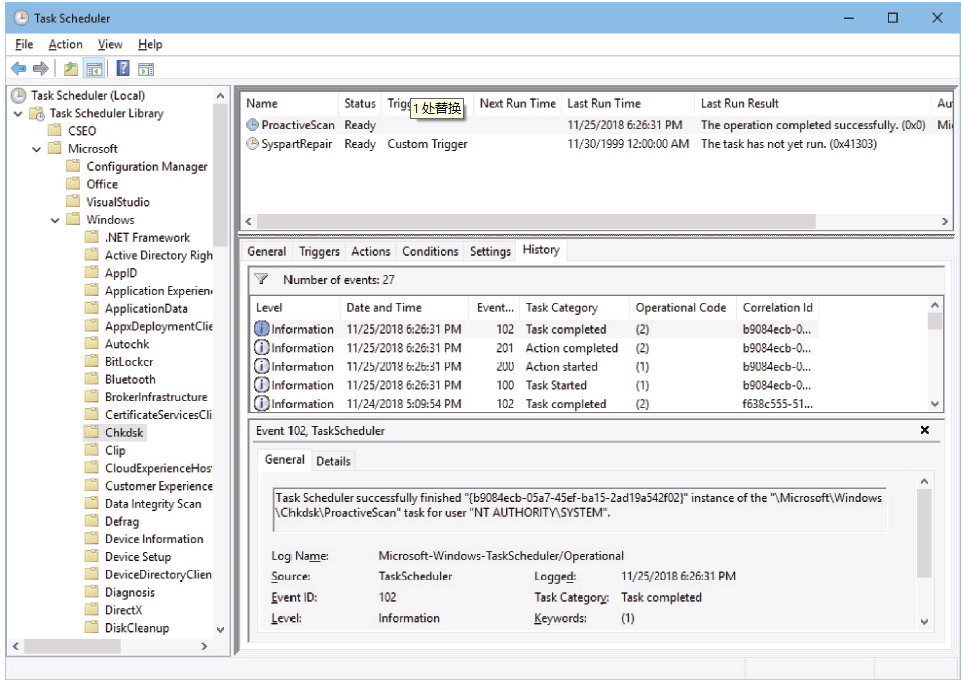 Task Scheduler
File Action View Help
Task Scheduler (Local)
Task Scheduler Library
CSEO
Microsoft
Configuration Manager
Office
VisualStudio
Windows
.NET Framework
Active Directory Righ
AppID
Application Experien
ApplicationData
AppxDeploymentClie
Autochk
BitLocker
Bluetooth
BrokerInfrastructure
CertificateServicesCli
Chkdsk
Clip
CloudExperienceHos
Customer Experience
Data Integrity Scan
Defrag
Device Information
Device Setup
DeviceDirectoryClien
Diagnosis
DirectX
DiskCleanup
Name Status Trigg 1 处替换 Next Run Time Last Run Time Last Run Result Au
ProactiveScan Ready 11/25/2018 6:26:31 PM The operation completed successfully. (0x0) Mi
SyspartRepair Ready Custom Trigger 11/30/1999 12:00:00 AM The task has not yet run. (0x41303)
General Triggers Actions Conditions Settings History
Number of events: 27
Level Date and Time Event... Task Category Operational Code Correlation Id
Information 11/25/2018 6:26:31 PM 102 Task completed (2) b9084ecb-0...
Information 11/25/2018 6:26:31 PM 201 Action completed (2) b9084ecb-0...
Information 11/25/2018 6:26:31 PM 200 Action started (1) b9084ecb-0...
Information 11/25/2018 6:26:31 PM 100 Task Started (1) b9084ecb-0...
Information 11/24/2018 5:09:54 PM 102 Task completed (2) f638c555-51...
Event 102, TaskScheduler
General Details
Task Scheduler successfully finished "{b9084ecb-05a7-45ef-ba15-2ad19a542f02}" instance of the "\Microsoft\Windows
\Chkdsk\ProactiveScan" task for user "NT AUTHORITY\SYSTEM".
Log Name: Microsoft-Windows-TaskScheduler/Operational
Source: TaskScheduler Logged: 11/25/2018 6:26:31 PM
Event ID: 102 Task Category: Task completed
Level: Information Keywords: (1)